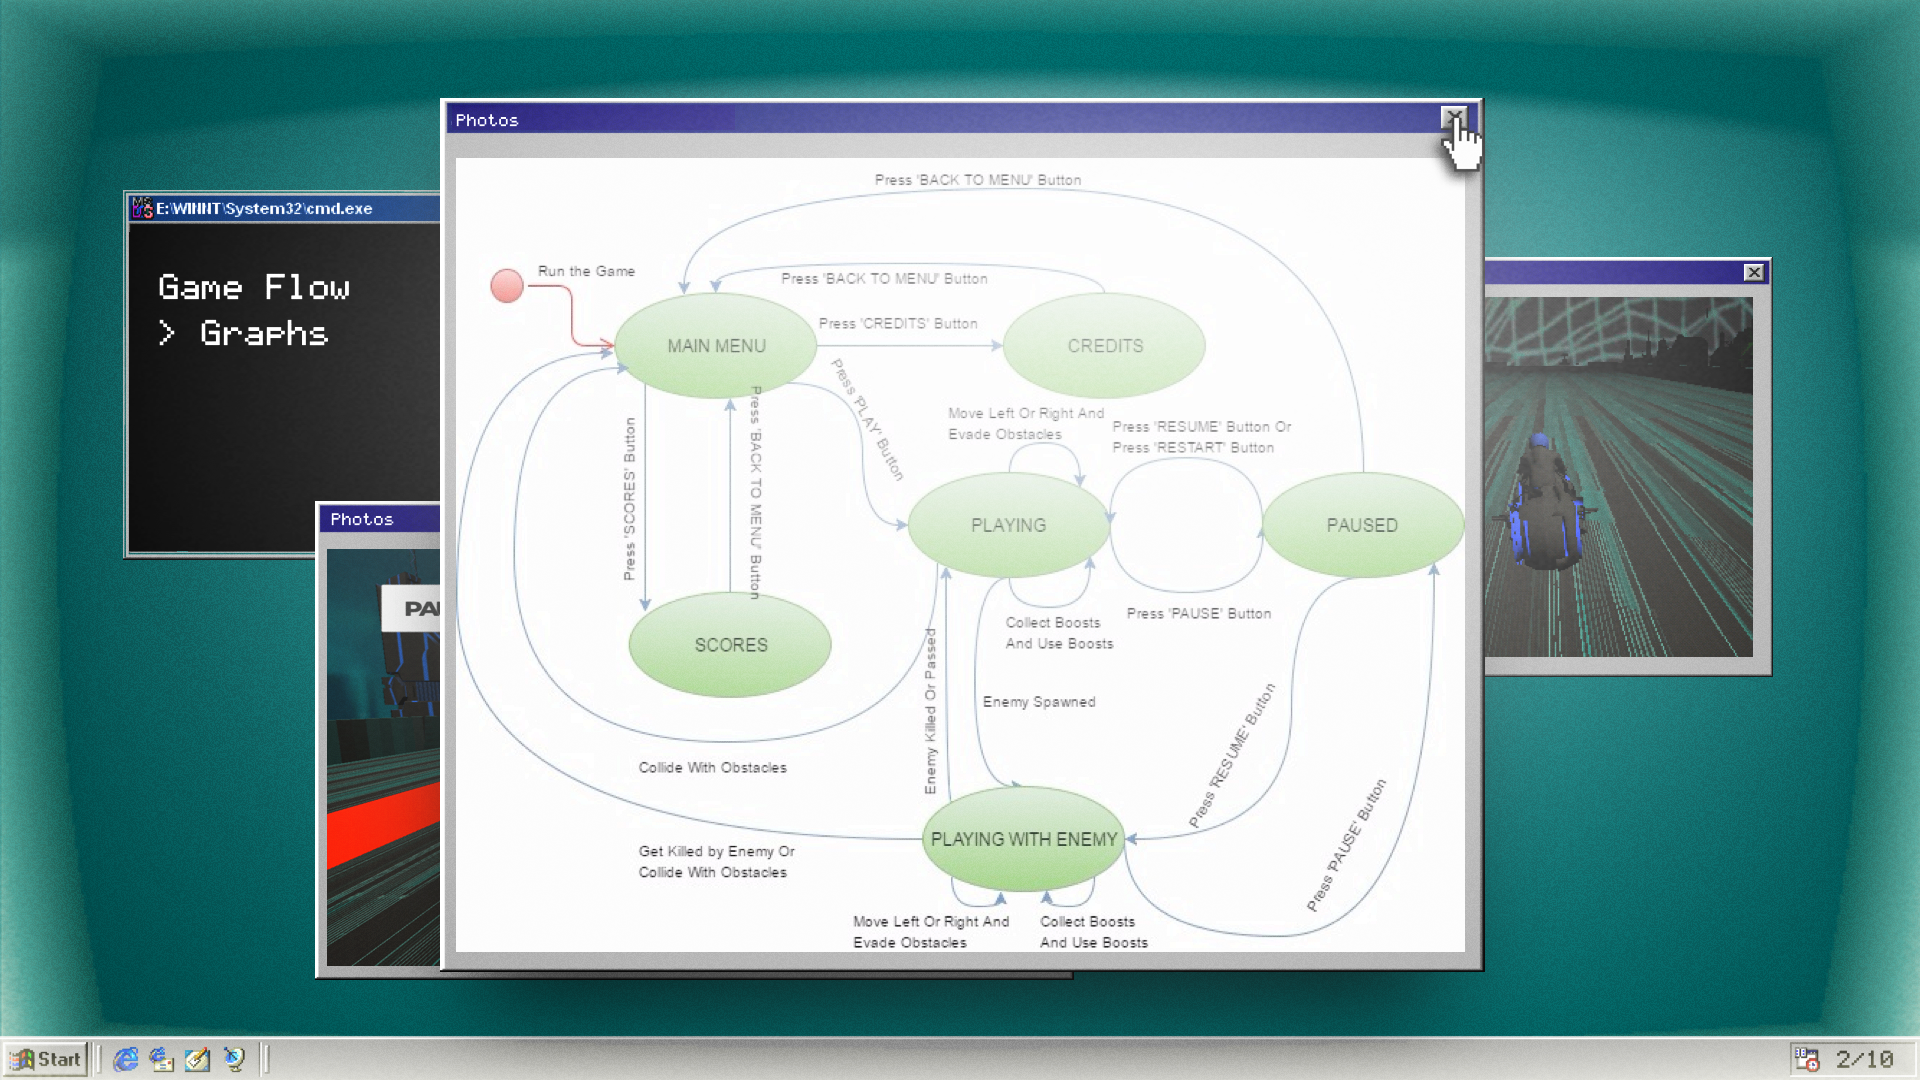 Photos
Press 'BACK TO MENU' Button
E:\WINNT\System32\cmd.exe
Game Flow
> Graphs
Run the Game
Press 'BACK TO MENU' Button
Press 'CREDITS' Button
MAIN MENU
CREDITS
Press 'PLAY' Button
Press 'SCORES' Button
Press 'BACK TO MENU' Button
Move Left Or Right And
Evade Obstacles
Press 'RESUME' Button Or
Press 'RESTART' Button
Photos
PLAYING
PAUSED
Press 'PAUSE' Button
Collect Boosts
And Use Boosts
SCORES
Enemy Killed Or Passed
Enemy Spawned
Press 'RESUME' Button
Collide With Obstacles
Press 'PAUSE' Button
PLAYING WITH ENEMY
Get Killed by Enemy Or
Collide With Obstacles
Move Left Or Right And
Evade Obstacles
Collect Boosts
And Use Boosts
Start
2/10